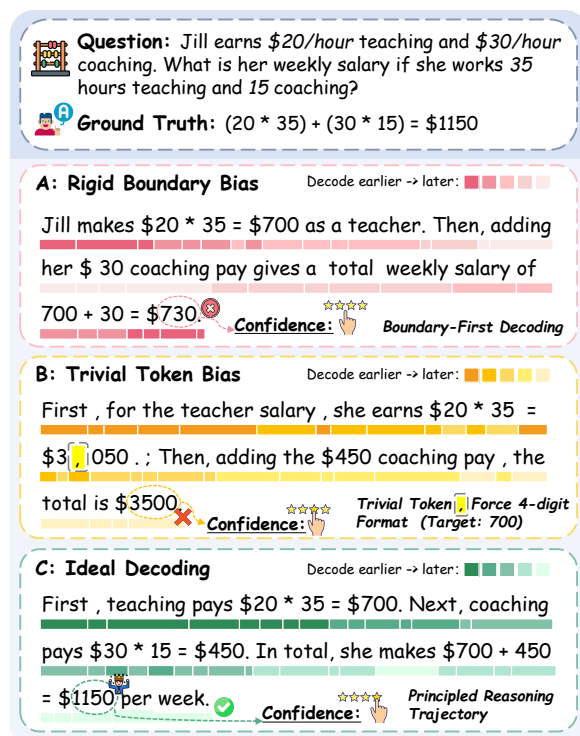 Question: Jill earns $20/hour teaching and $30/hour
coaching. What is her weekly salary if she works 35
hours teaching and 15 coaching?
A
Ground Truth: (20 * 35) + (30 * 15) = $1150
A: Rigid Boundary Bias
Decode earlier -> later:
Jill makes $20 * 35 = $700 as a teacher. Then, adding
her $ 30 coaching pay gives a total weekly salary of
700 + 30 = $730.
Confidence:
Boundary-First Decoding
B: Trivial Token Bias
Decode earlier -> later:
First , for the teacher salary , she earns $20 * 35 =
$3 , 050 . ; Then, adding the $450 coaching pay , the
total is $3500.
Confidence:
Trivial Token , Force 4-digit
Format (Target: 700)
C: Ideal Decoding
Decode earlier -> later:
First , teaching pays $20 * 35 = $700. Next, coaching
pays $30 * 15 = $450. In total, she makes $700 + 450
= $1150 per week.
Confidence:
Principled Reasoning
Trajectory